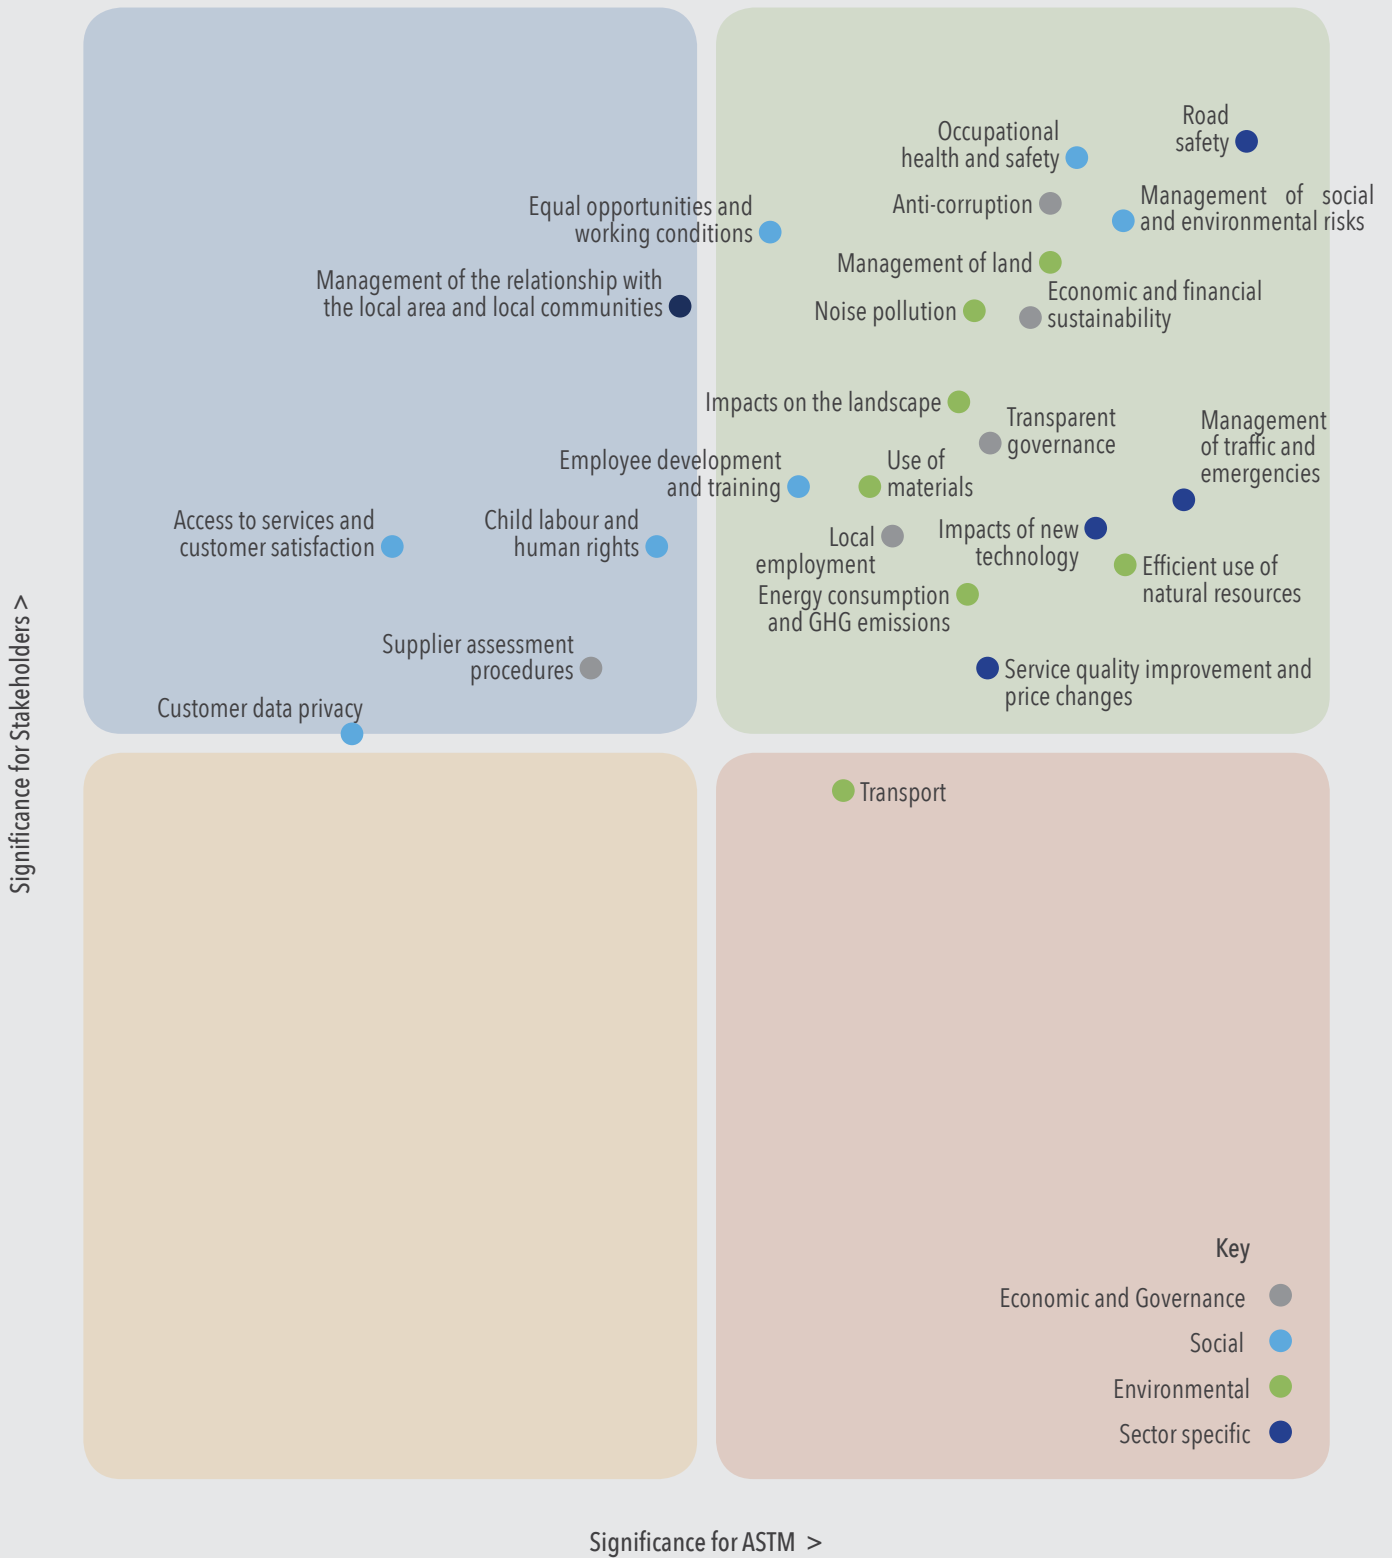 Road
safety
Occupational
health and safety
Management of social
and environmental risks
Anti-corruption
Equal opportunities and
working conditions
Management of land
Management of the relationship with
the local area and local communities
Economic and financial
sustainability
Noise pollution
Impacts on the landscape
Transparent
governance
Management
of traffic and
emergencies
Employee development
and training
Use of
materials
Access to services and
customer satisfaction
Child labour and
human rights
Local
employment
Impacts of new
technology
Efficient use of
natural resources
Energy consumption
and GHG emissions
Supplier assessment
procedures
Service quality improvement and
price changes
Customer data privacy
Transport
Significance for Stakeholders >
Key
Economic and Governance
Social
Environmental
Sector specific
Significance for ASTM >